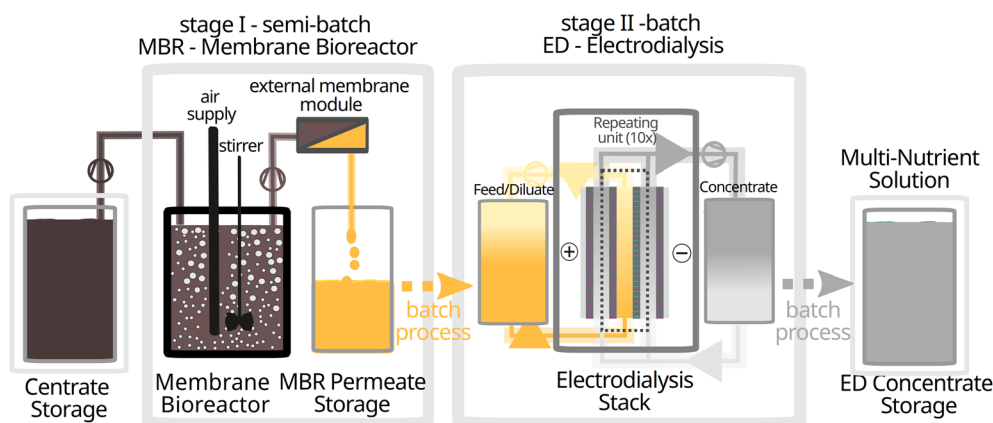 stage I - semi-batch
MBR - Membrane Bioreactor
stage II -batch
ED - Electrodialysis
external membrane
module
air
supply
stirrer
Repeating
unit (10x)
Feed/Diluate
Concentrate
Multi-Nutrient
Solution
+
−
batch
process
batch
process
Centrate
Storage
Membrane
Bioreactor
MBR Permeate
Storage
Electrodialysis
Stack
ED Concentrate
Storage